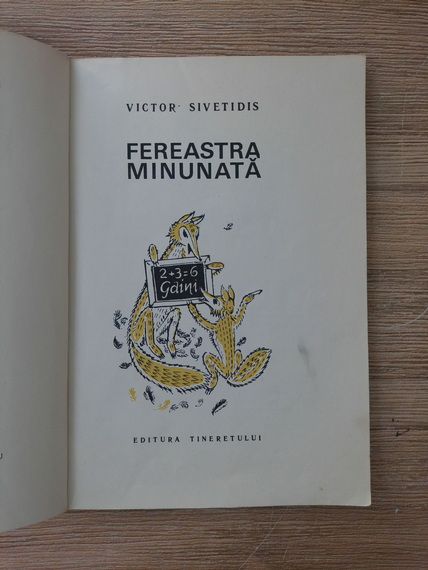 VICTOR SIVETIDIS
FEREASTRA
MINUNATĂ
2+3=6
Găini
EDITURA TINERETULUI